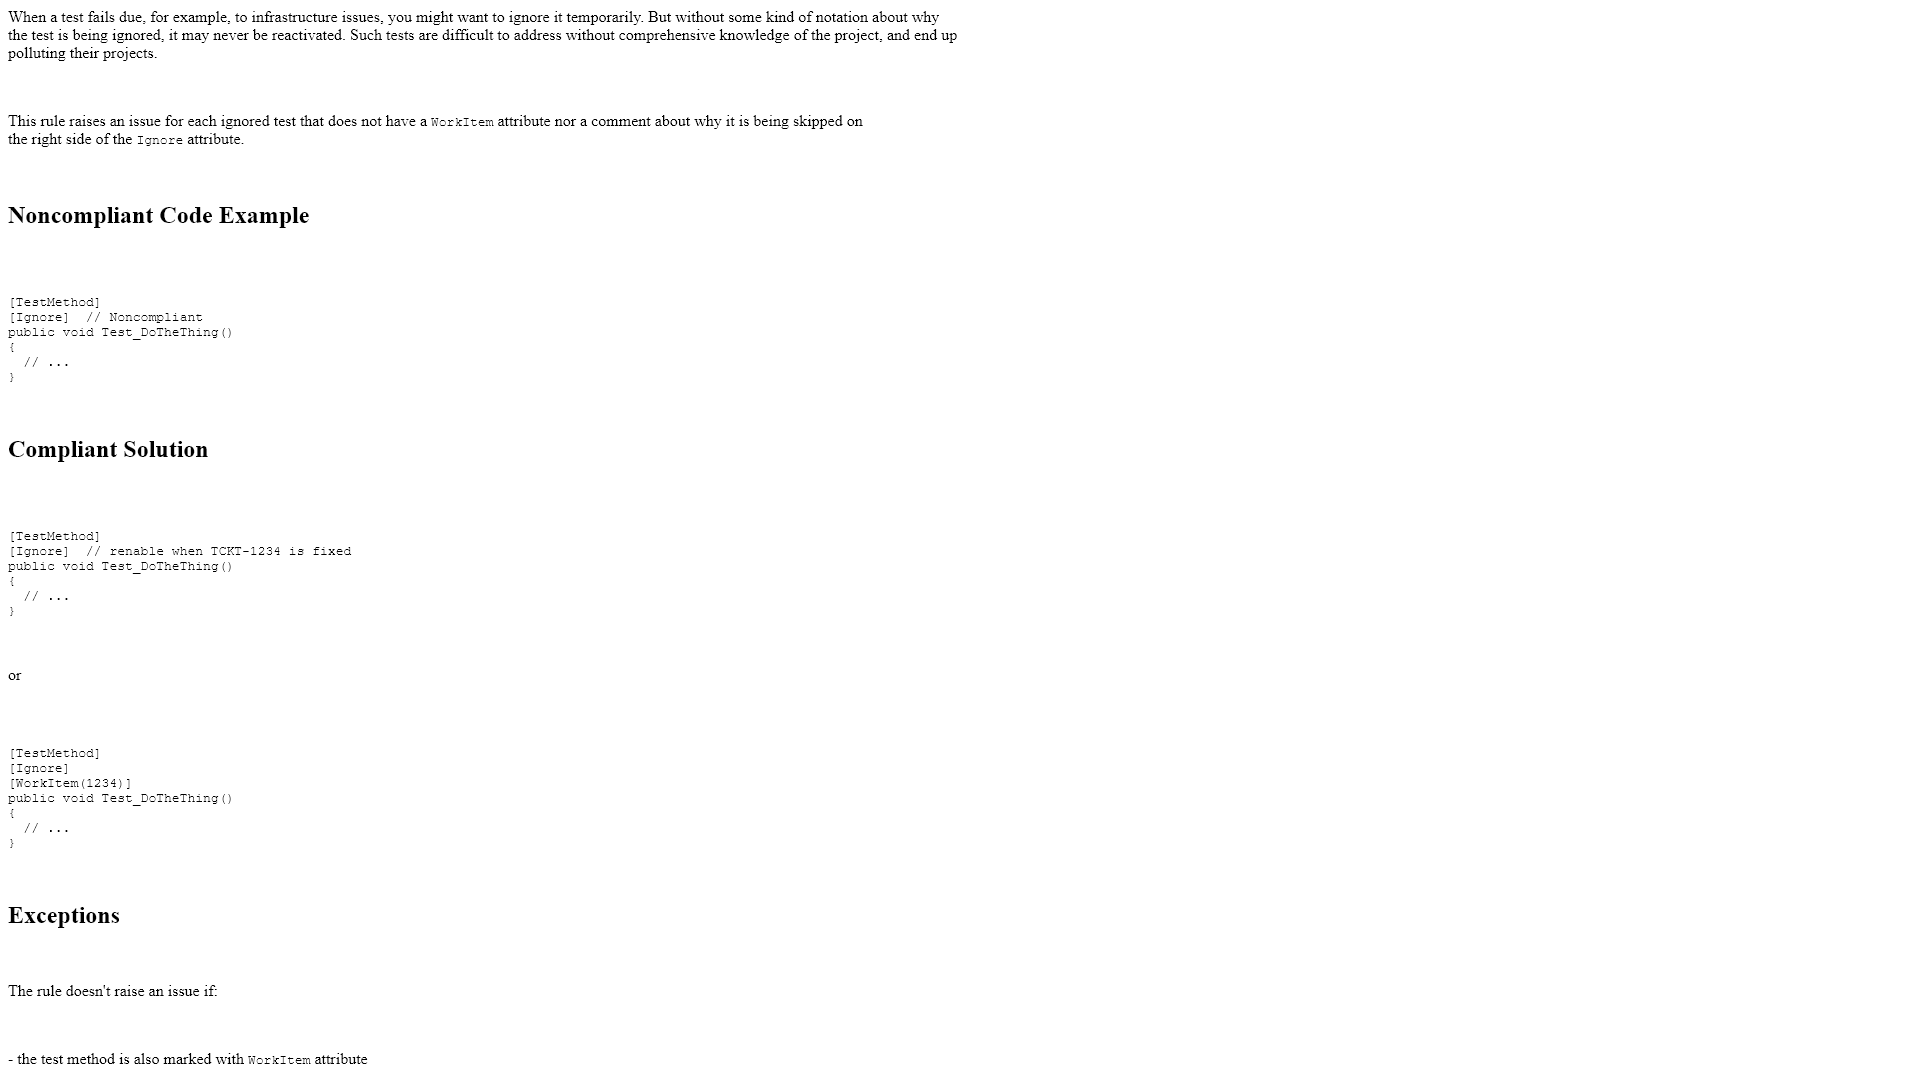 When a test fails due, for example, to infrastructure issues, you might want to ignore it temporarily. But without some kind of notation about why
the test is being ignored, it may never be reactivated. Such tests are difficult to address without comprehensive knowledge of the project, and end up
polluting their projects.
This rule raises an issue for each ignored test that does not have a WorkItem attribute nor a comment about why it is being skipped on
the right side of the Ignore attribute.
Noncompliant Code Example
[TestMethod]
[Ignore]  // Noncompliant
public void Test_DoTheThing()
{
  // ...
}
Compliant Solution
[TestMethod]
[Ignore]  // renable when TCKT-1234 is fixed
public void Test_DoTheThing()
{
  // ...
}
or
[TestMethod]
[Ignore]
[WorkItem(1234)]
public void Test_DoTheThing()
{
  // ...
}
Exceptions
The rule doesn't raise an issue if:
- the test method is also marked with WorkItem attribute